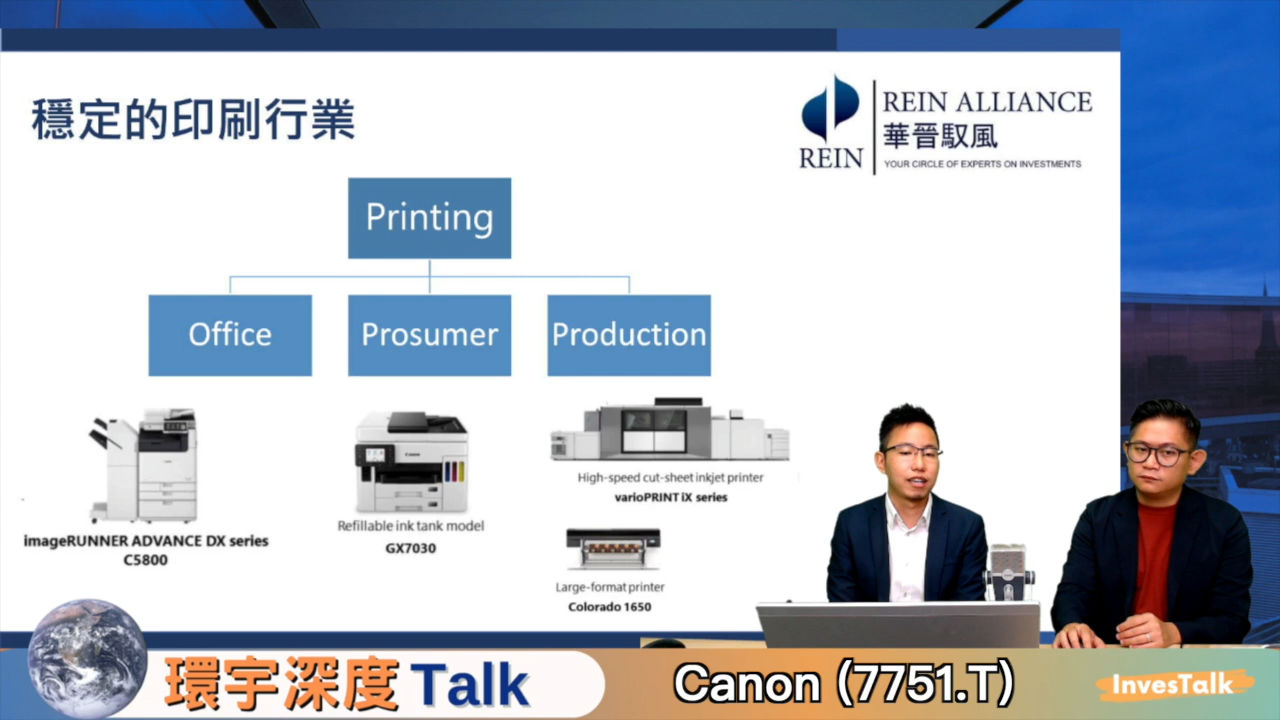 穩定的印刷行業
REIN
REIN ALLIANCE
華晉馭風
YOUR CIRCLE OF EXPERTS ON INVESTMENTS
Printing
Office
Prosumer
Production
imageRUNNER ADVANCE DX series
C5800
Canon
Refillable ink tank model
GX7030
High-speed cut-sheet inkjet printer
varioPRINT iX series
Large-format printer
Colorado 1650
環宇深度 Talk
Canon (7751.T)
InvesTalk